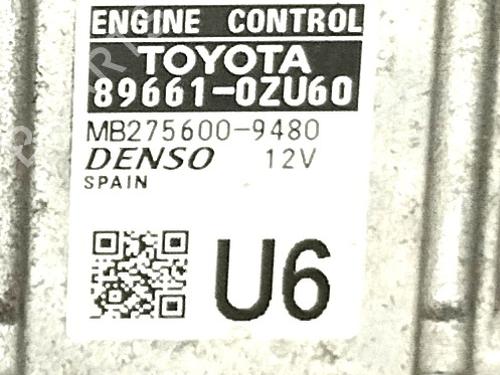 ENGINE CONTROL
TOYOTA
89661-0ZU60
MB275600-9480
DENSO 12V
SPAIN
U6